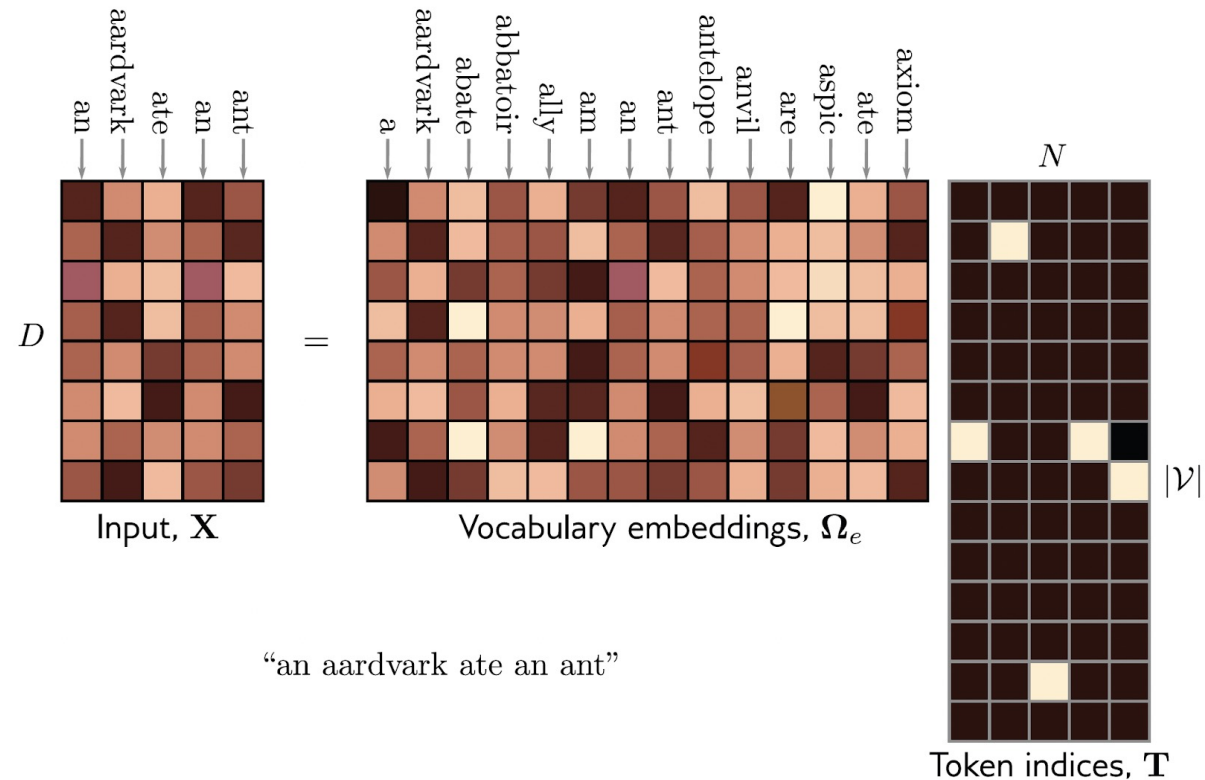 an
aardvark
ate
an
ant
a
aardvark
abate
abbatoir
ally
am
an
ant
antelope
anvil
are
aspic
ate
axiom
N
D
=
|𝒱|
Input, X
Vocabulary embeddings, Ωₑ
“an aardvark ate an ant”
Token indices, T